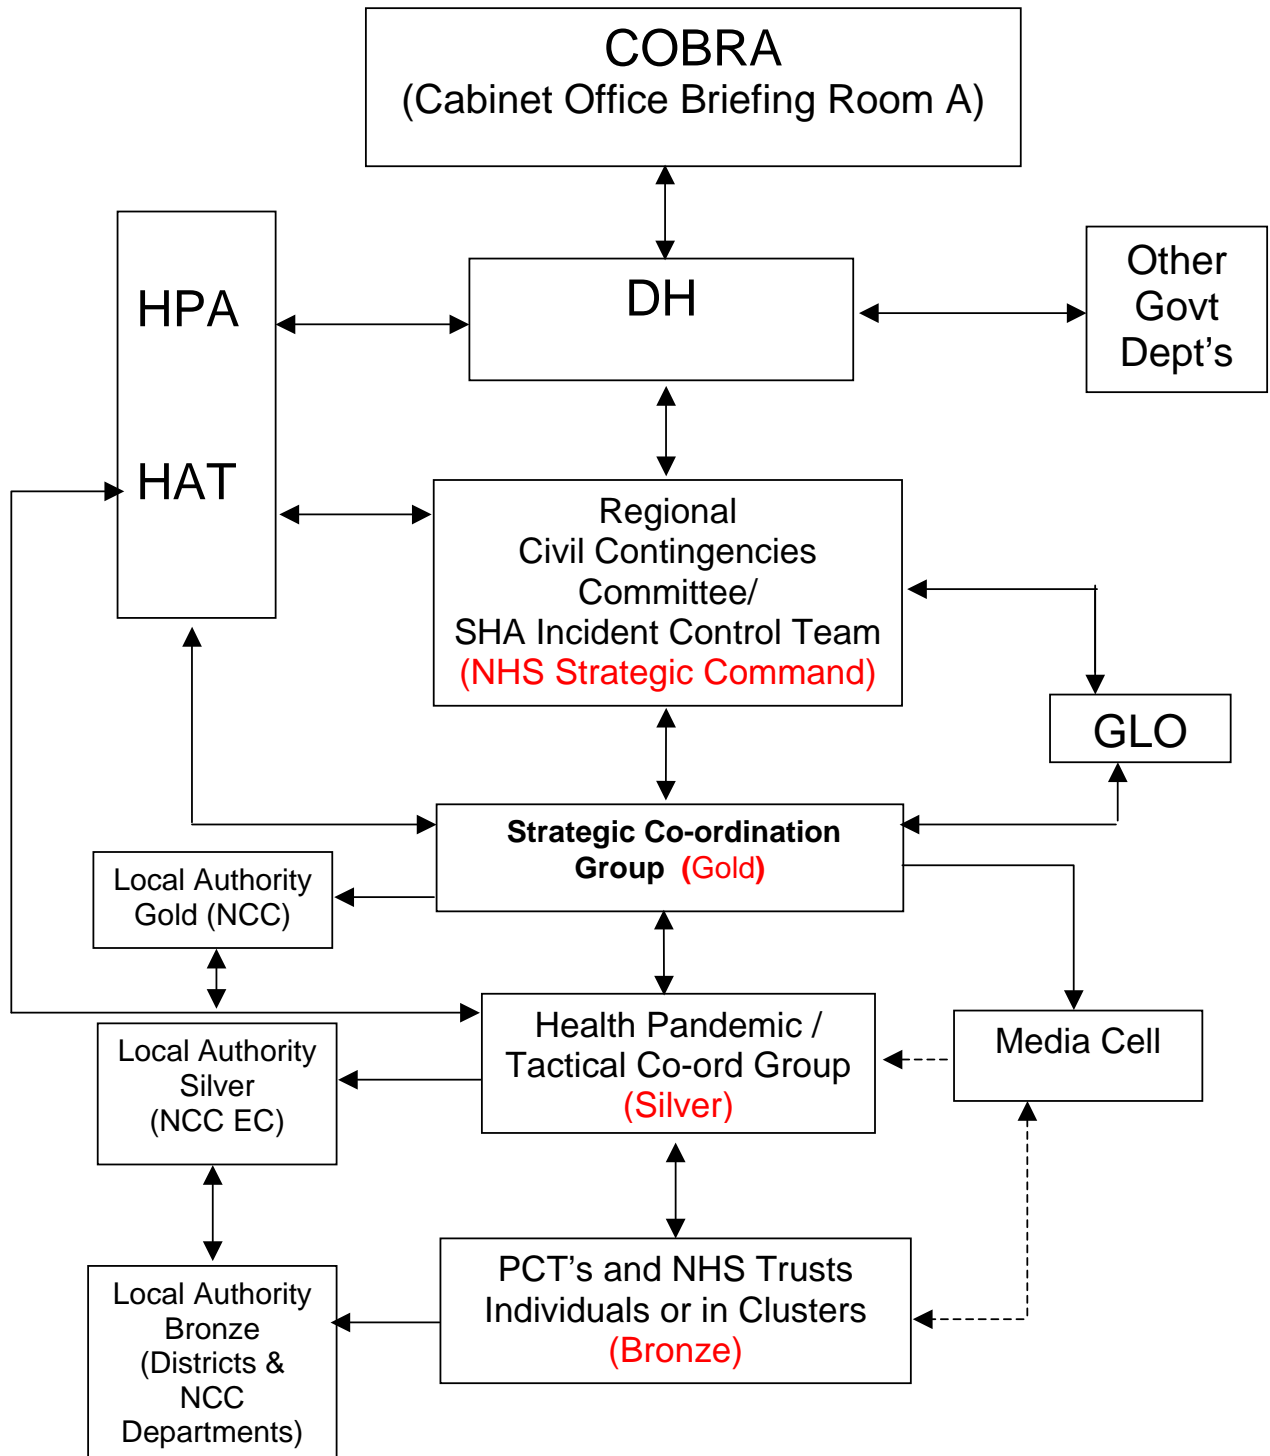 COBRA
(Cabinet Office Briefing Room A)
HPA
HAT
DH
Other
Govt
Dept’s
Regional
Civil Contingencies
Committee/
SHA Incident Control Team
(NHS Strategic Command)
GLO
Strategic Co-ordination
Group (Gold)
Local Authority
Gold (NCC)
Health Pandemic /
Tactical Co-ord Group
(Silver)
Media Cell
Local Authority
Silver
(NCC EC)
PCT’s and NHS Trusts
Individuals or in Clusters
(Bronze)
Local Authority
Bronze
(Districts &
NCC
Departments)